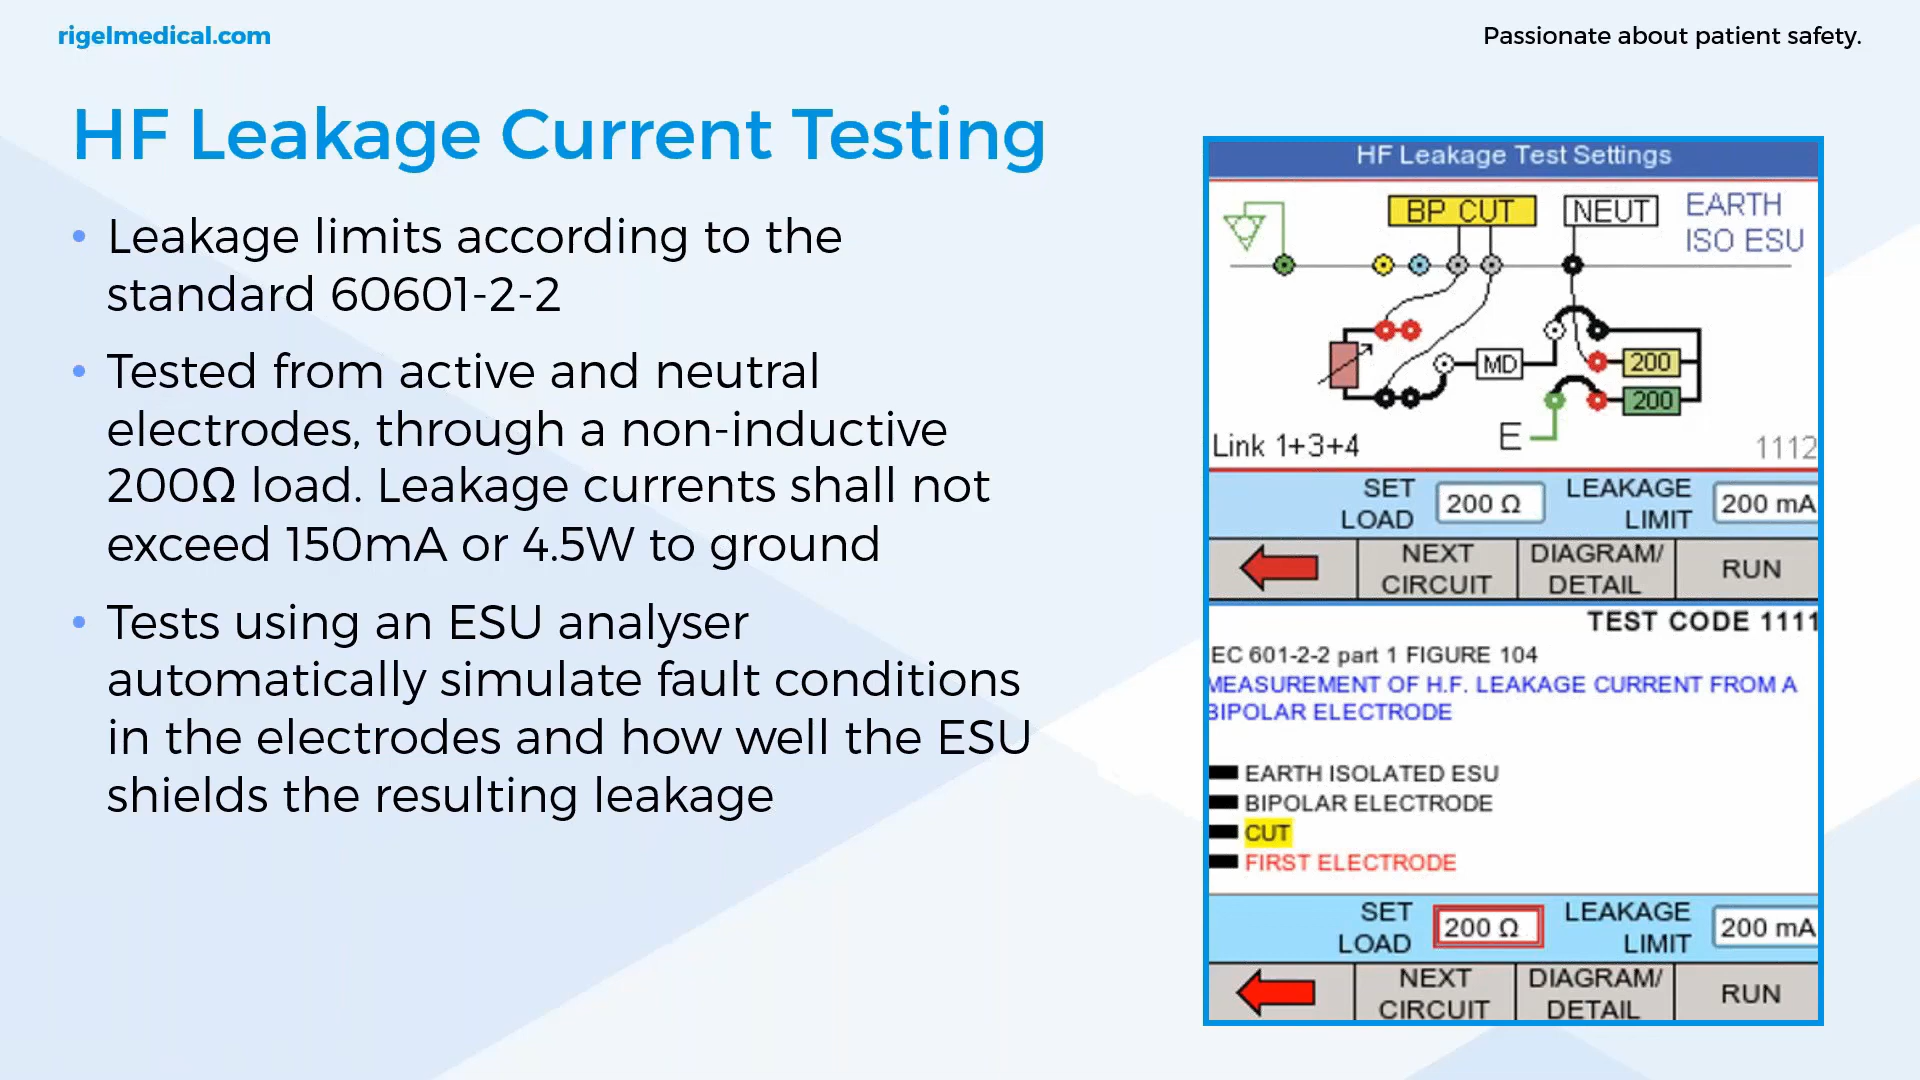 rigelmedical.com
Passionate about patient safety.
HF Leakage Current Testing
• Leakage limits according to the
standard 60601-2-2
• Tested from active and neutral
electrodes, through a non-inductive
200Ω load. Leakage currents shall not
exceed 150mA or 4.5W to ground
• Tests using an ESU analyser
automatically simulate fault conditions
in the electrodes and how well the ESU
shields the resulting leakage
HF Leakage Test Settings
BP CUT
NEUT
EARTH
ISO ESU
MD
200
200
E
Link 1+3+4
1112
SET
LOAD
200 Ω
LEAKAGE
LIMIT
200 mA
NEXT
CIRCUIT
DIAGRAM/
DETAIL
RUN
TEST CODE 1111
EC 601-2-2 part 1 FIGURE 104
MEASUREMENT OF H.F. LEAKAGE CURRENT FROM A
BIPOLAR ELECTRODE
EARTH ISOLATED ESU
BIPOLAR ELECTRODE
CUT
FIRST ELECTRODE
SET
LOAD
200 Ω
LEAKAGE
LIMIT
200 mA
NEXT
CIRCUIT
DIAGRAM/
DETAIL
RUN